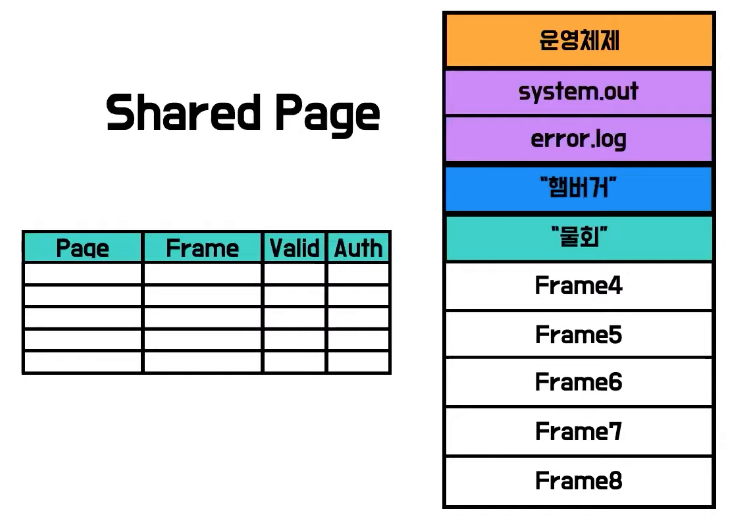 Shared Page
Page Frame Valid Auth
운영체제
system.out
error.log
"햄버거"
"물회"
Frame4
Frame5
Frame6
Frame7
Frame8